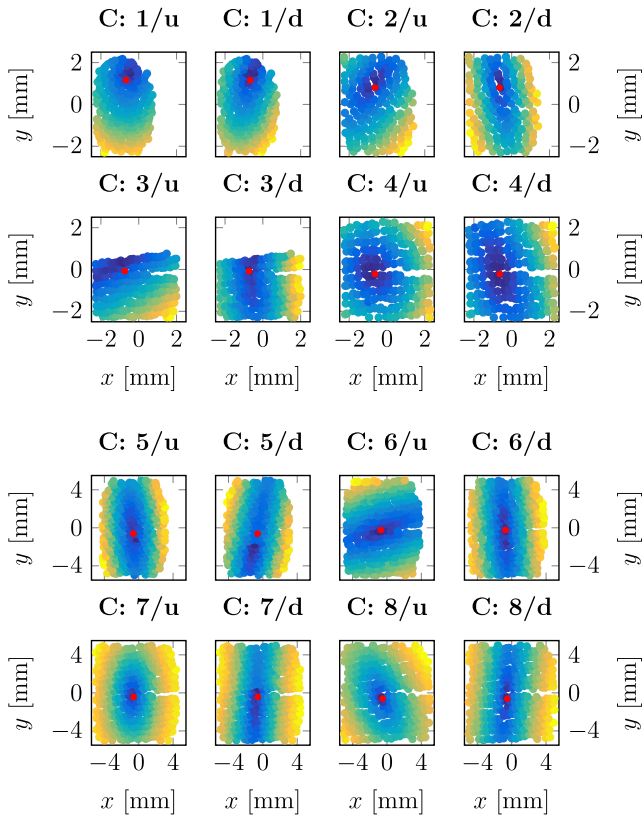 C: 1/u C: 1/d C: 2/u C: 2/d
2 0 −2 y [mm] 2 0 −2 y [mm]
C: 3/u C: 3/d C: 4/u C: 4/d
2 0 −2 y [mm] 2 0 −2 y [mm]
−2 0 2 −2 0 2 −2 0 2 −2 0 2
x [mm] x [mm] x [mm] x [mm]
C: 5/u C: 5/d C: 6/u C: 6/d
4 0 −4 y [mm] 4 0 −4 y [mm]
C: 7/u C: 7/d C: 8/u C: 8/d
4 0 −4 y [mm] 4 0 −4 y [mm]
−4 0 4 −4 0 4 −4 0 4 −4 0 4
x [mm] x [mm] x [mm] x [mm]